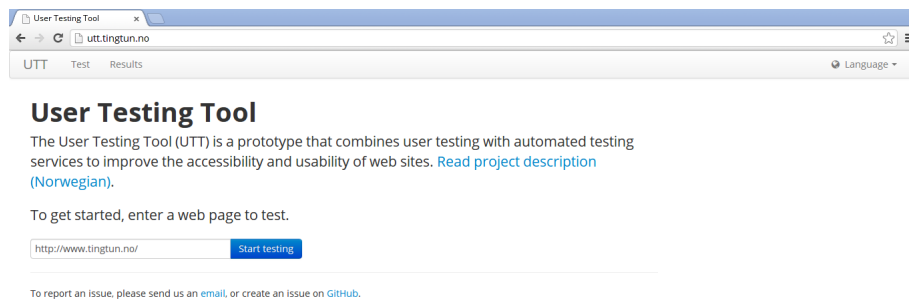 User Testing Tool
utt.tingtun.no
UTT Test Results Language
User Testing Tool
The User Testing Tool (UTT) is a prototype that combines user testing with automated testing
services to improve the accessibility and usability of web sites. Read project description
(Norwegian).
To get started, enter a web page to test.
http://www.tingtun.no/ Start testing
To report an issue, please send us an email, or create an issue on GitHub.